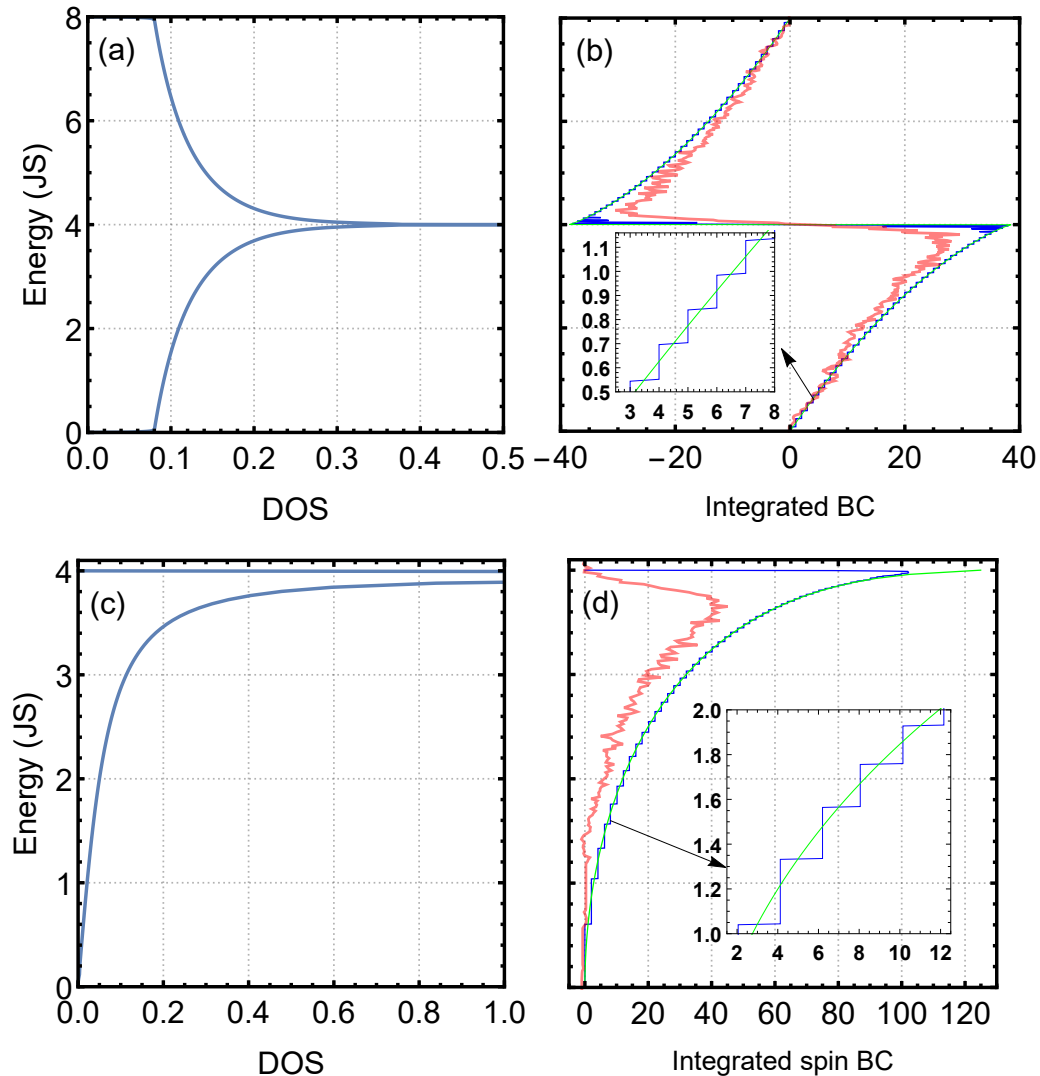 (a)
8
6
4
2
0
Energy (JS)
0.0 0.1 0.2 0.3 0.4 0.5
DOS
(b)
1.1
1.0
0.9
0.8
0.7
0.6
0.5
3 4 5 6 7 8
−40 −20 0 20 40
Integrated BC
(c)
4
3
2
1
0
Energy (JS)
0.0 0.2 0.4 0.6 0.8 1.0
DOS
(d)
2.0
1.8
1.6
1.4
1.2
1.0
2 4 6 8 10 12
0 20 40 60 80 100 120
Integrated spin BC